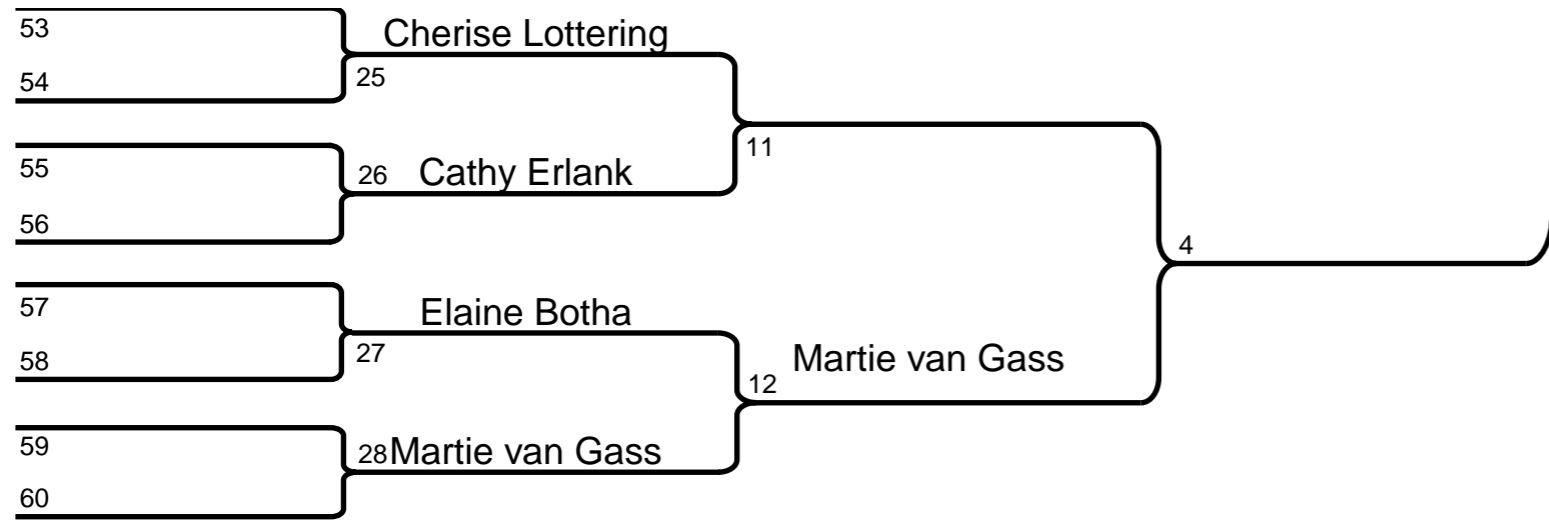 53
Cherise Lottering
54
25
11
55
26 Cathy Erlank
56
4
57
Elaine Botha
58
27
Martie van Gass
12
59
28 Martie van Gass
60